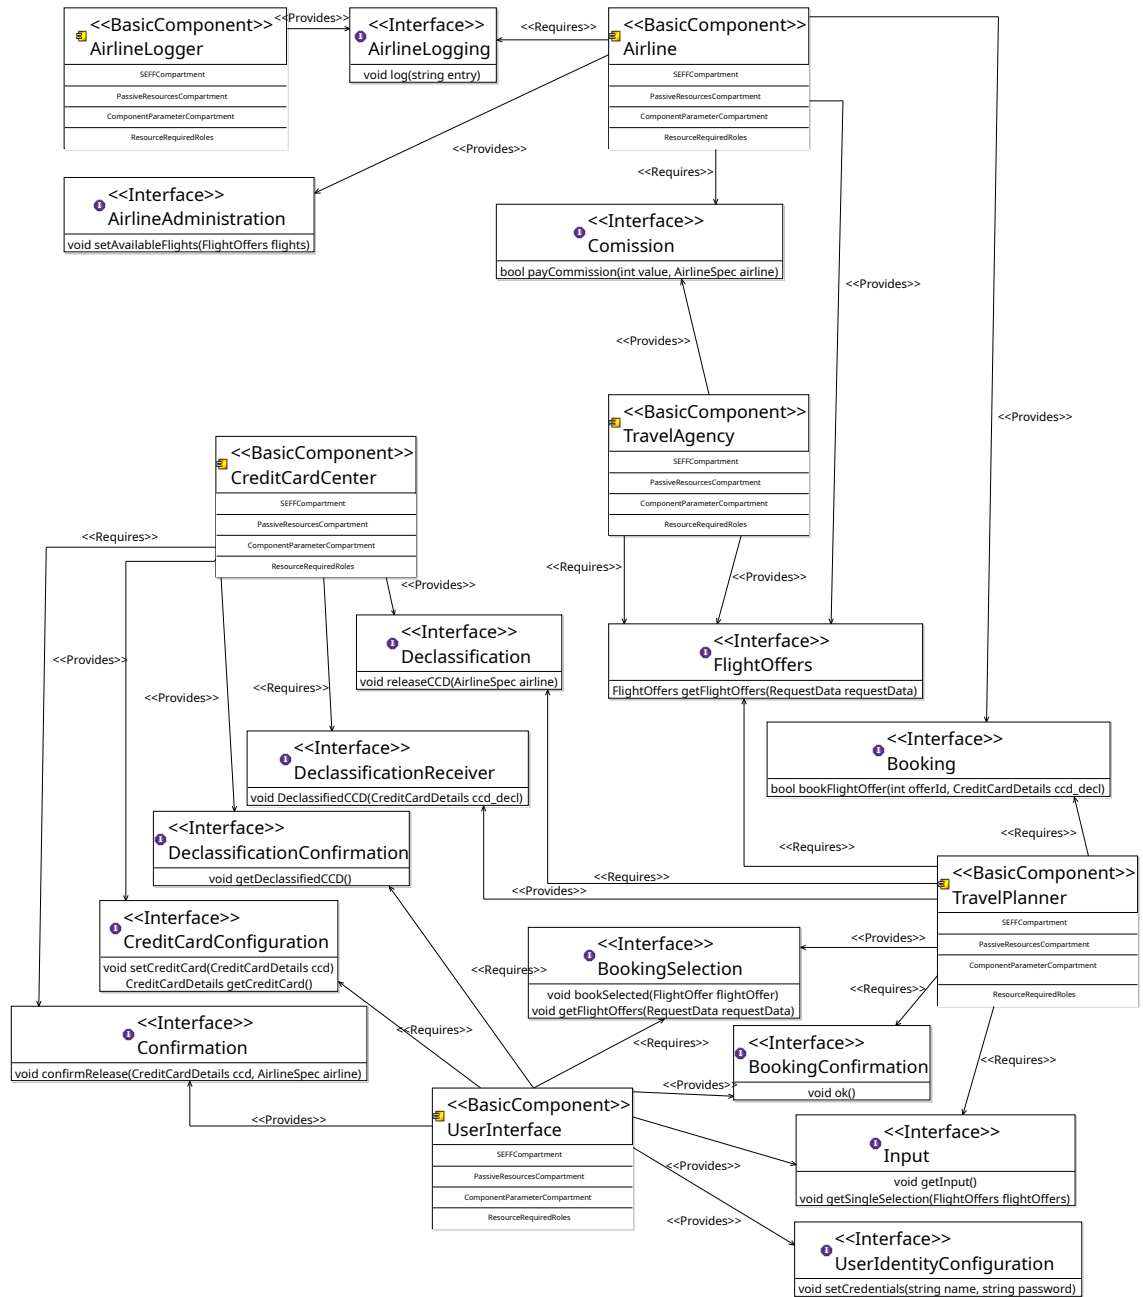 <<BasicComponent>>
AirlineLogger
SEFFCompartment
PassiveResourcesCompartment
ComponentParameterCompartment
ResourceRequiredRoles
<<Provides>>
<<Interface>>
AirlineLogging
void log(string entry)
<<Requires>>
<<BasicComponent>>
Airline
SEFFCompartment
PassiveResourcesCompartment
ComponentParameterCompartment
ResourceRequiredRoles
<<Provides>>
<<Requires>>
<<Interface>>
AirlineAdministration
void setAvailableFlights(FlightOffers flights)
<<Interface>>
Comission
bool payCommission(int value, AirlineSpec airline)
<<Provides>>
<<Provides>>
<<Provides>>
<<BasicComponent>>
TravelAgency
SEFFCompartment
PassiveResourcesCompartment
ComponentParameterCompartment
ResourceRequiredRoles
<<BasicComponent>>
CreditCardCenter
SEFFCompartment
PassiveResourcesCompartment
ComponentParameterCompartment
ResourceRequiredRoles
<<Requires>>
<<Requires>>
<<Provides>>
<<Provides>>
<<Interface>>
Declassification
void releaseCCD(AirlineSpec airline)
<<Interface>>
FlightOffers
FlightOffers getFlightOffers(RequestData requestData)
<<Provides>>
<<Provides>>
<<Requires>>
<<Interface>>
DeclassificationReceiver
void DeclassifiedCCD(CreditCardDetails ccd_decl)
<<Interface>>
Booking
bool bookFlightOffer(int offerId, CreditCardDetails ccd_decl)
<<Interface>>
DeclassificationConfirmation
void getDeclassifiedCCD()
<<Requires>>
<<Requires>>
<<Requires>>
<<Provides>>
<<BasicComponent>>
TravelPlanner
SEFFCompartment
PassiveResourcesCompartment
ComponentParameterCompartment
ResourceRequiredRoles
<<Interface>>
CreditCardConfiguration
void setCreditCard(CreditCardDetails ccd)
CreditCardDetails getCreditCard()
<<Requires>>
<<Interface>>
BookingSelection
void bookSelected(FlightOffer flightOffer)
void getFlightOffers(RequestData requestData)
<<Provides>>
<<Requires>>
<<Interface>>
Confirmation
void confirmRelease(CreditCardDetails ccd, AirlineSpec airline)
<<Requires>>
<<Requires>>
<<Interface>>
BookingConfirmation
void ok()
<<Requires>>
<<Provides>>
<<Provides>>
<<BasicComponent>>
UserInterface
SEFFCompartment
PassiveResourcesCompartment
ComponentParameterCompartment
ResourceRequiredRoles
<<Provides>>
<<Interface>>
Input
void getInput()
void getSingleSelection(FlightOffers flightOffers)
<<Provides>>
<<Interface>>
UserIdentityConfiguration
void setCredentials(string name, string password)